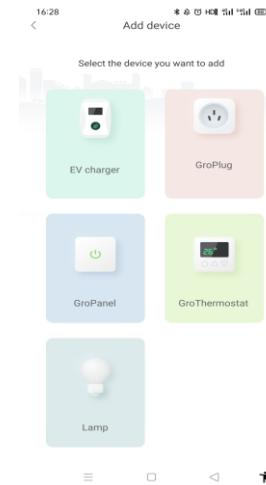 16:28
Add device
Select the device you want to add
EV charger
GroPlug
GroPanel
26°
GroThermostat
Lamp